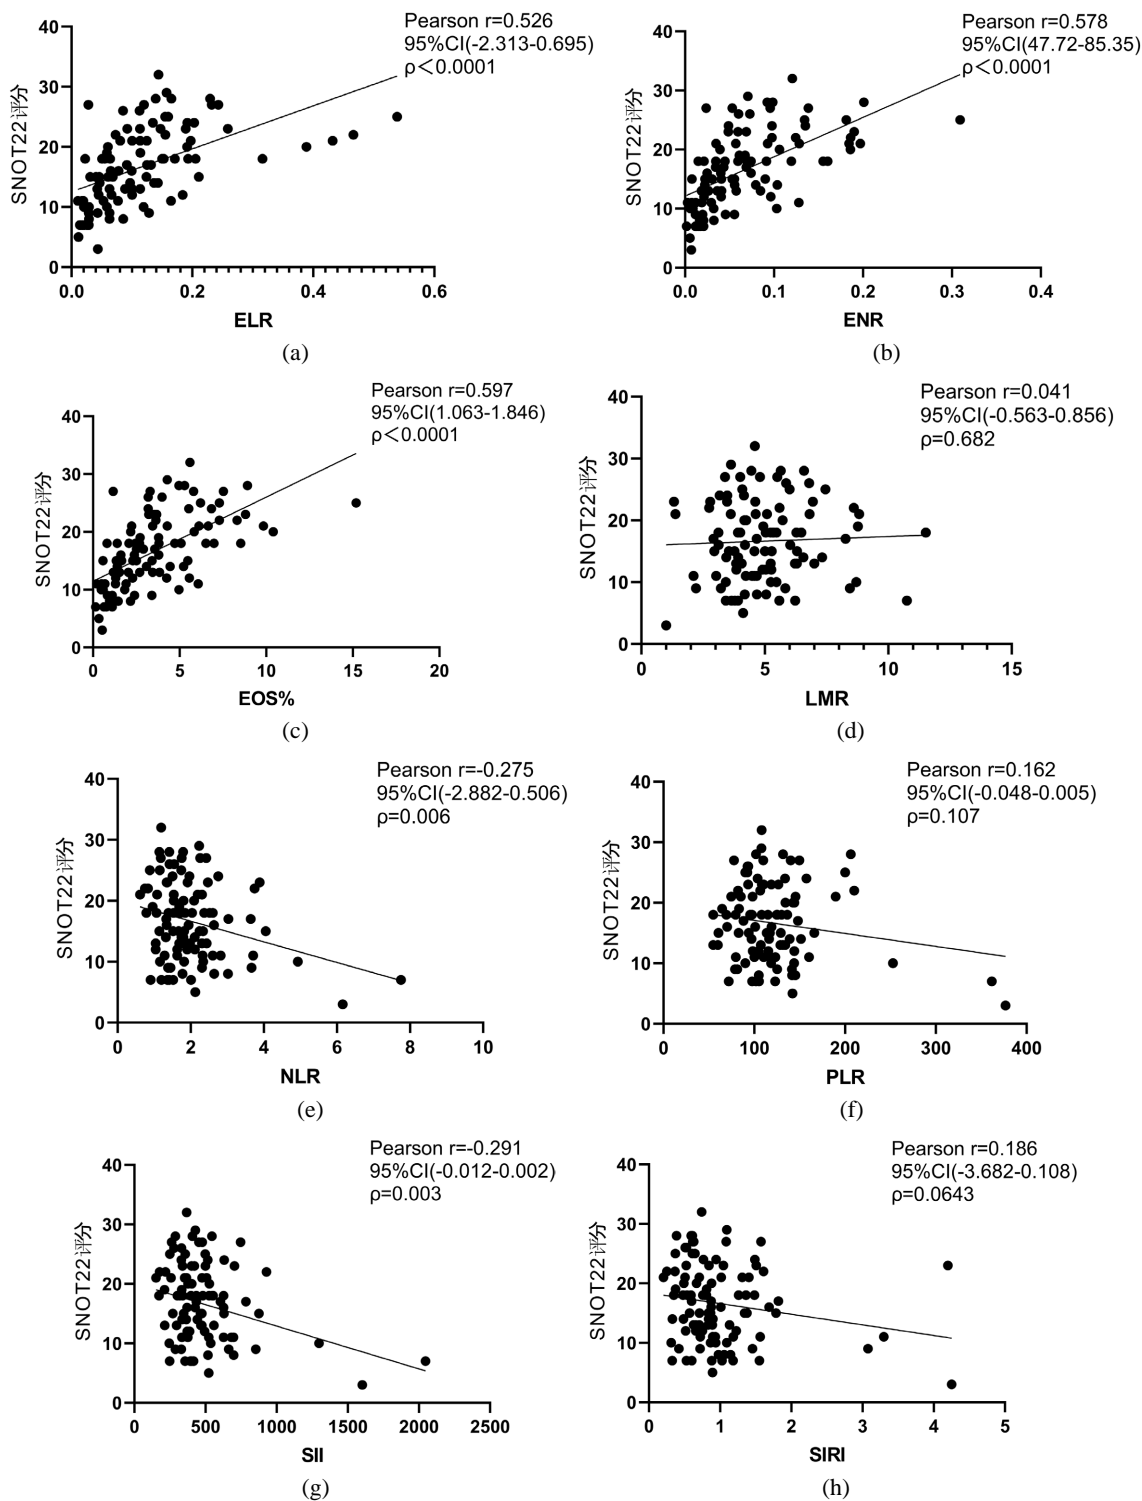 Pearson r=0.526
95%CI(-2.313-0.695)
ρ<0.0001
40
30
20
10
0
SNOT22评分
0.0 0.2 0.4 0.6
ELR
(a)
Pearson r=0.578
95%CI(47.72-85.35)
ρ<0.0001
40
30
20
10
0
SNOT22评分
0.0 0.1 0.2 0.3 0.4
ENR
(b)
Pearson r=0.597
95%CI(1.063-1.846)
ρ<0.0001
40
30
20
10
0
SNOT22评分
0 5 10 15 20
EOS%
(c)
Pearson r=0.041
95%CI(-0.563-0.856)
ρ=0.682
40
30
20
10
0
SNOT22评分
0 5 10 15
LMR
(d)
Pearson r=-0.275
95%CI(-2.882-0.506)
ρ=0.006
40
30
20
10
0
SNOT22评分
0 2 4 6 8 10
NLR
(e)
Pearson r=0.162
95%CI(-0.048-0.005)
ρ=0.107
40
30
20
10
0
SNOT22评分
0 100 200 300 400
PLR
(f)
Pearson r=-0.291
95%CI(-0.012-0.002)
ρ=0.003
40
30
20
10
0
SNOT22评分
0 500 1000 1500 2000 2500
SII
(g)
Pearson r=0.186
95%CI(-3.682-0.108)
ρ=0.0643
40
30
20
10
0
SNOT22评分
0 1 2 3 4 5
SIRI
(h)